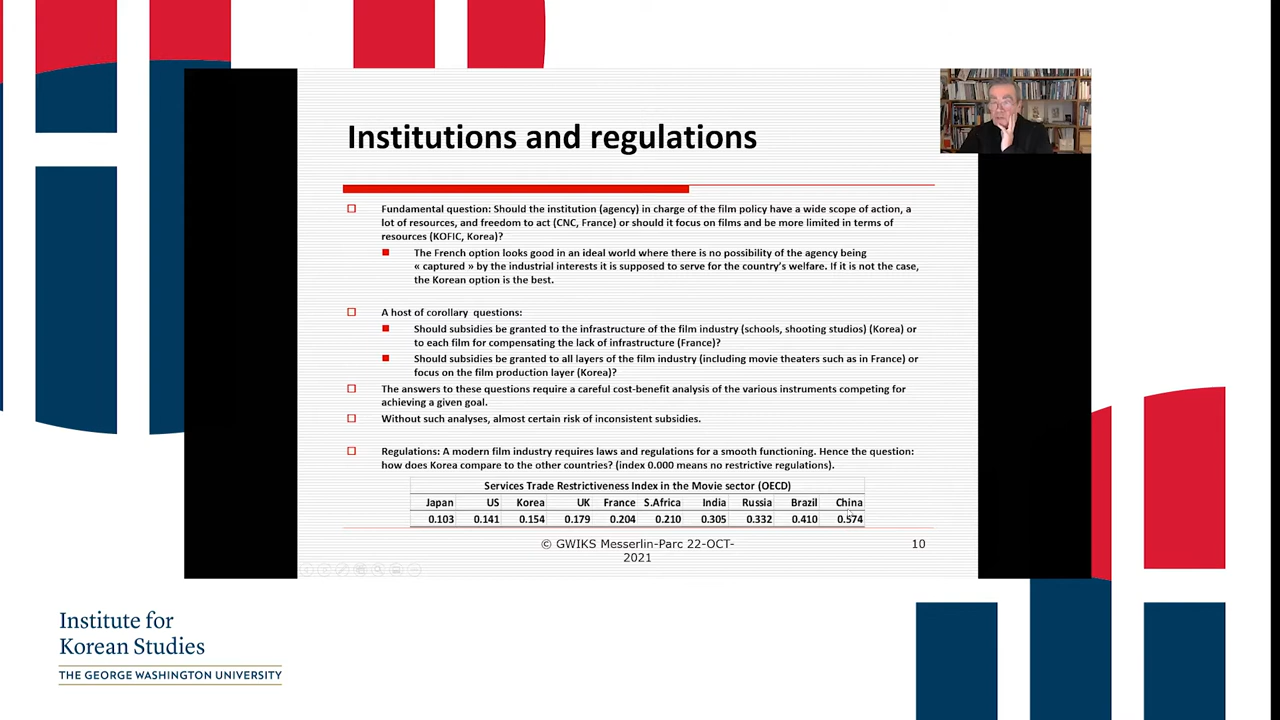 Institutions and regulations
Fundamental question: Should the institution (agency) in charge of the film policy have a wide scope of action, a
lot of resources, and freedom to act (CNC, France) or should it focus on films and be more limited in terms of
resources (KOFIC, Korea)?
The French option looks good in an ideal world where there is no possibility of the agency being
« captured » by the industrial interests it is supposed to serve for the country's welfare. If it is not the case,
the Korean option is the best.
A host of corollary questions:
Should subsidies be granted to the infrastructure of the film industry (schools, shooting studios) (Korea) or
to each film for compensating the lack of infrastructure (France)?
Should subsidies be granted to all layers of the film industry (including movie theaters such as in France) or
focus on the film production layer (Korea)?
The answers to these questions require a careful cost-benefit analysis of the various instruments competing for
achieving a given goal.
Without such analyses, almost certain risk of inconsistent subsidies.
Regulations: A modern film industry requires laws and regulations for a smooth functioning. Hence the question:
how does Korea compare to the other countries? (index 0.000 means no restrictive regulations).
Services Trade Restrictiveness Index in the Movie sector (OECD)
Japan US Korea UK France S.Africa India Russia Brazil China
0.103 0.141 0.154 0.179 0.204 0.210 0.305 0.332 0.410 0.574
© GWIKS Messerlin-Parc 22-OCT-
2021
10
Institute for
Korean Studies
THE GEORGE WASHINGTON UNIVERSITY